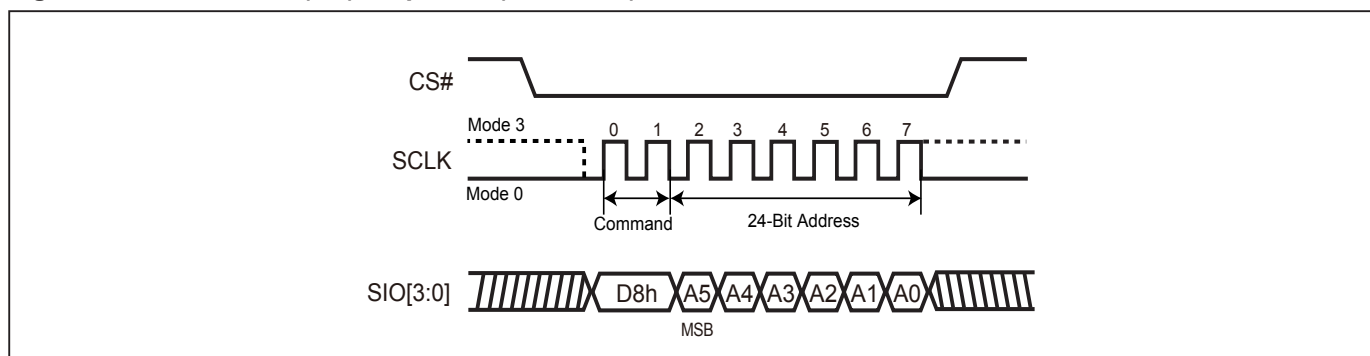 CS#
Mode 3
0 1 2 3 4 5 6 7
SCLK
Mode 0
Command
24-Bit Address
SIO[3:0]
D8h A5 A4 A3 A2 A1 A0
MSB